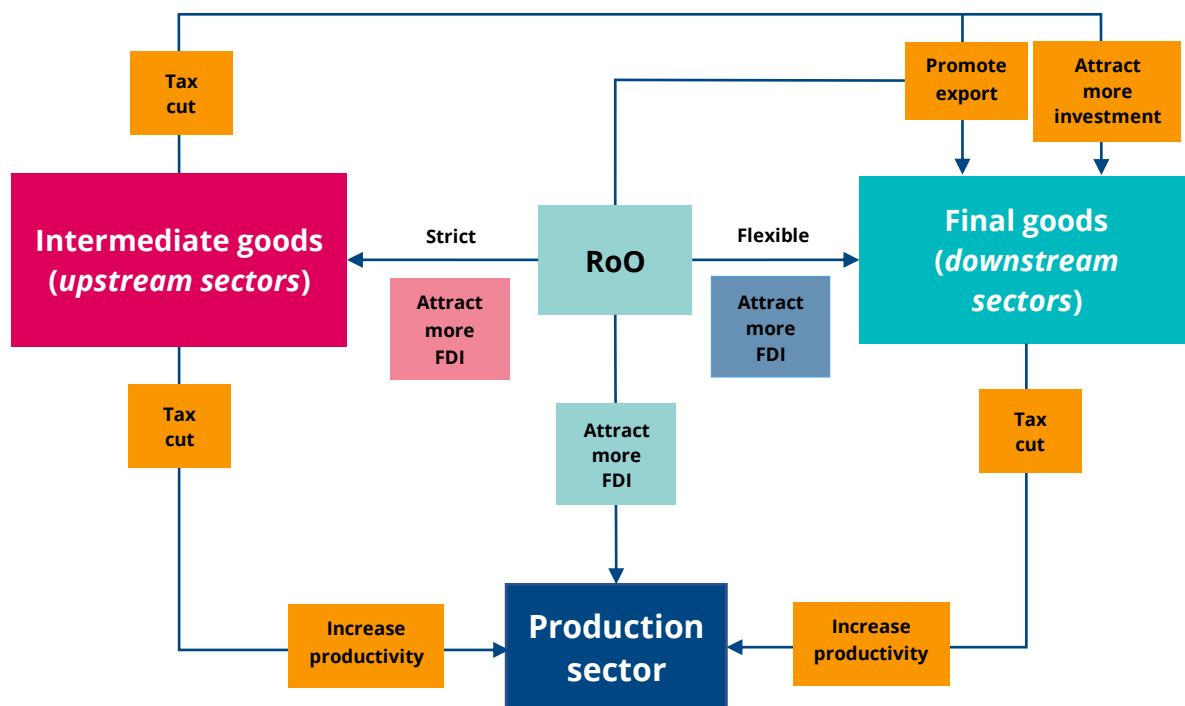 Tax
cut
Promote
export
Attract
more
investment
Intermediate goods
(upstream sectors)
Strict
RoO
Flexible
Final goods
(downstream
sectors)
Attract
more
FDI
Attract
more
FDI
Tax
cut
Attract
more
FDI
Tax
cut
Increase
productivity
Production
sector
Increase
productivity